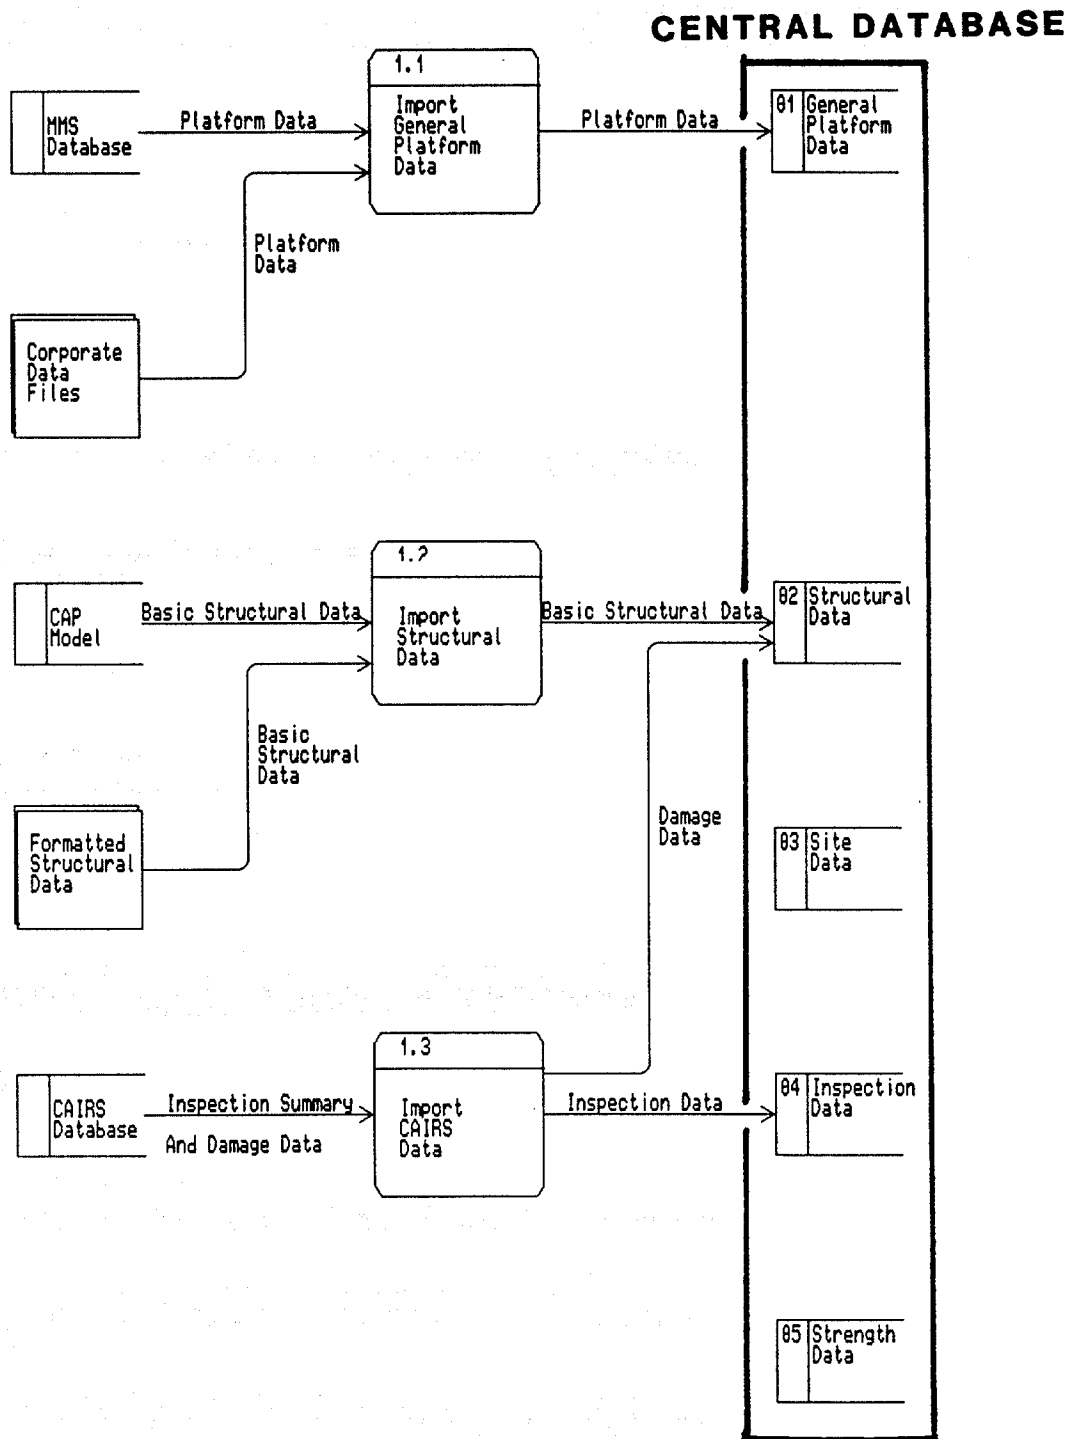 CENTRAL DATABASE
1.1
Import
General
Platform
Data
MMS
Database
Platform Data
Platform Data
01 General
Platform
Data
Platform
Data
Corporate
Data
Files
1.2
Import
Structural
Data
CAP
Model
Basic Structural Data
Basic Structural Data
02 Structural
Data
Basic
Structural
Data
Formatted
Structural
Data
Damage
Data
03 Site
Data
1.3
Import
CAIRS
Data
CAIRS
Database
Inspection Summary
And Damage Data
Inspection Data
04 Inspection
Data
05 Strength
Data